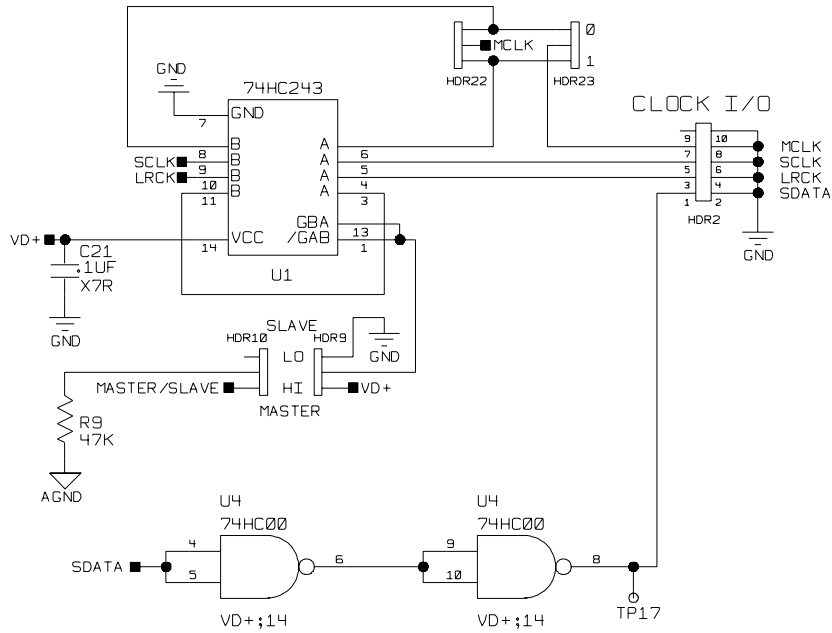 0
MCLK
1
HDR22
HDR23
GND
74HC243
CLOCK I/O
7
GND
B
A
8
6
SCLK
B
A
9
5
LRCK
B
A
10
4
B
A
11
3
GBA
13
VD+
14
VCC
/GAB
1
C21
.1UF
X7R
U1
GND
9
10
MCLK
7
8
SCLK
5
6
LRCK
3
4
SDATA
1
2
HDR2
GND
SLAVE
HDR10
HDR9
LO
GND
MASTER/SLAVE
HI
VD+
MASTER
R9
47K
AGND
U4
74HC00
U4
74HC00
4
9
SDATA
6
8
5
10
TP17
VD+;14
VD+;14